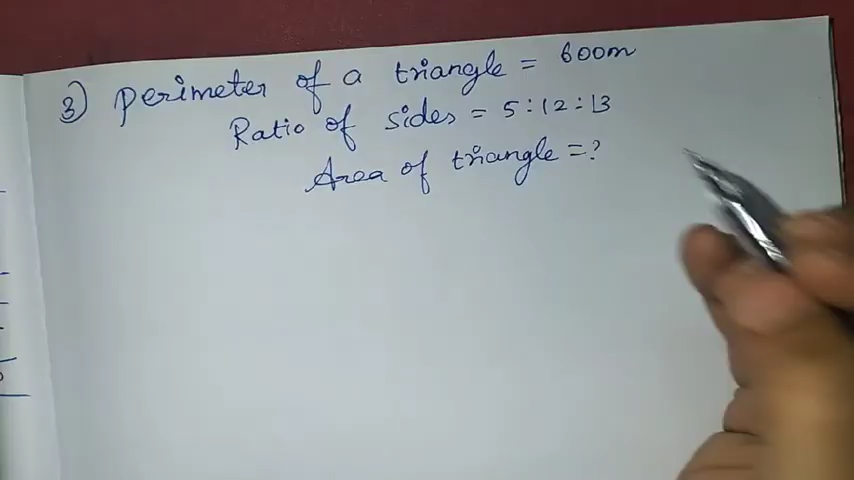 3) Perimeter of a triangle = 600m
Ratio of sides = 5:12:13
Area of triangle = ?